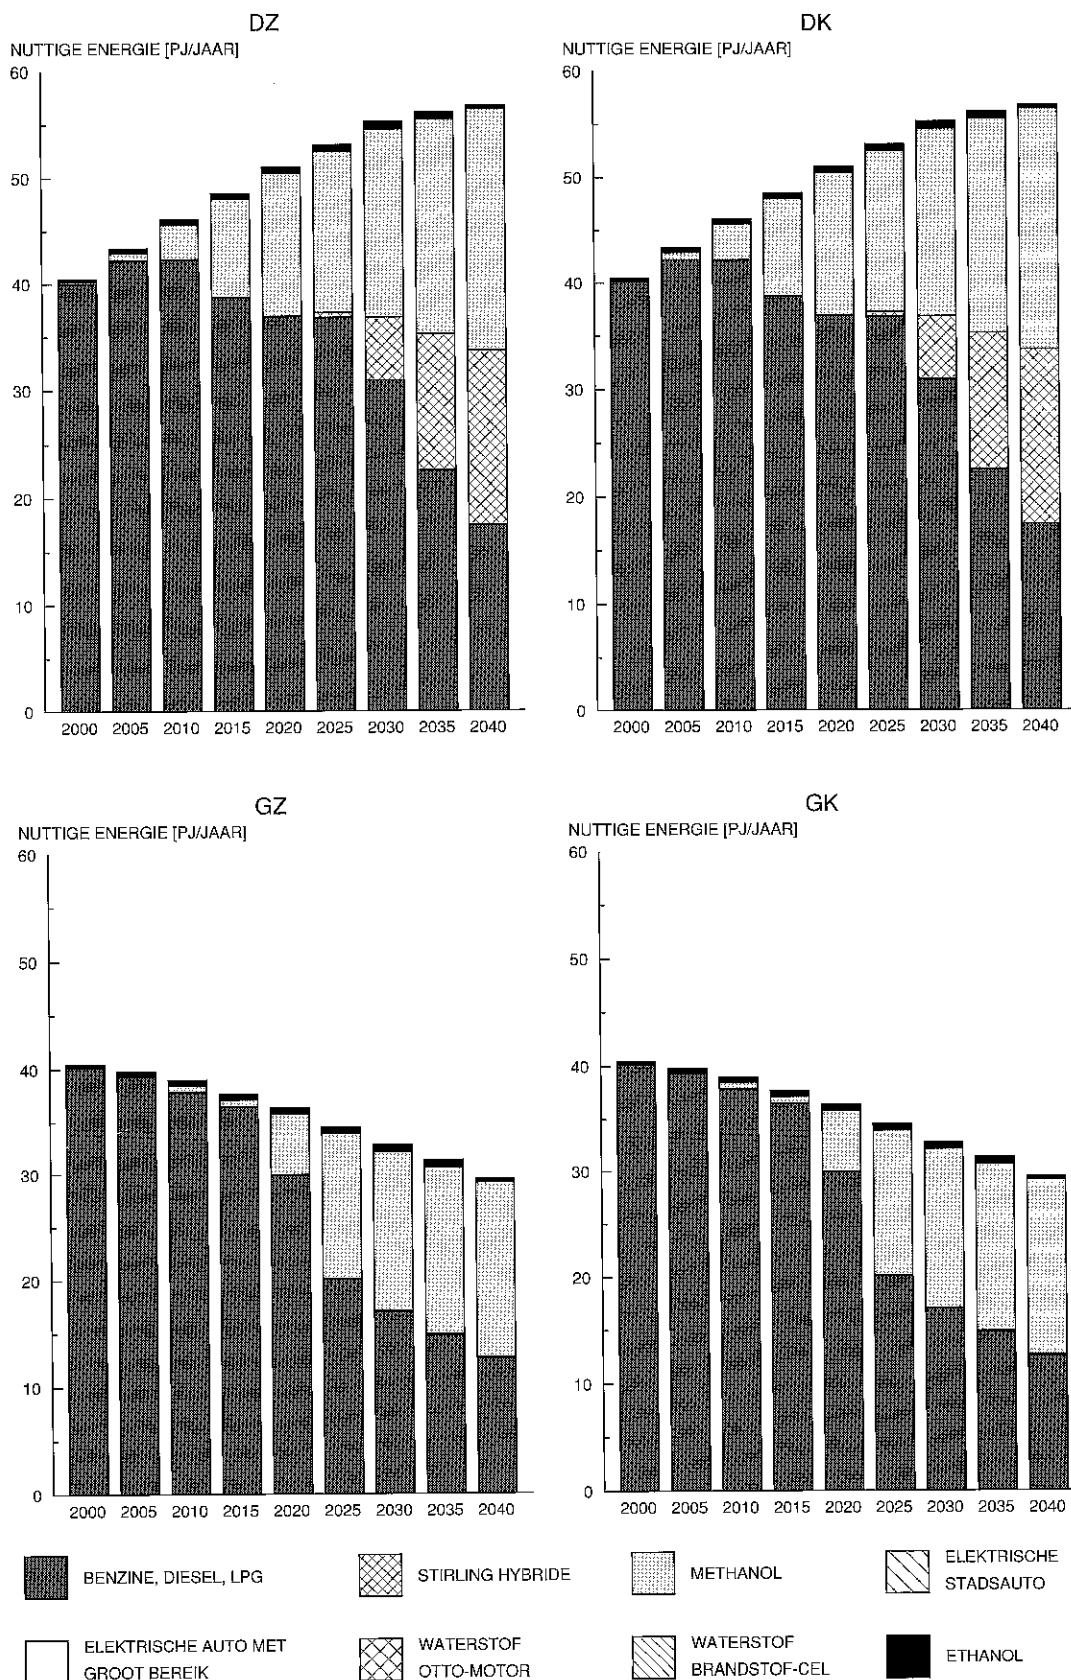 DZ
NUTTIGE ENERGIE [PJ/JAAR]
60
50
40
30
20
10
0
2000 2005 2010 2015 2020 2025 2030 2035 2040
DK
NUTTIGE ENERGIE [PJ/JAAR]
60
50
40
30
20
10
0
2000 2005 2010 2015 2020 2025 2030 2035 2040
GZ
NUTTIGE ENERGIE [PJ/JAAR]
60
50
40
30
20
10
0
2000 2005 2010 2015 2020 2025 2030 2035 2040
GK
NUTTIGE ENERGIE [PJ/JAAR]
60
50
40
30
20
10
0
2000 2005 2010 2015 2020 2025 2030 2035 2040
BENZINE, DIESEL, LPG
STIRLING HYBRIDE
METHANOL
ELEKTRISCHE
STADSAUTO
ELEKTRISCHE AUTO MET
GROOT BEREIK
WATERSTOF
OTTO-MOTOR
WATERSTOF
BRANDSTOF-CEL
ETHANOL